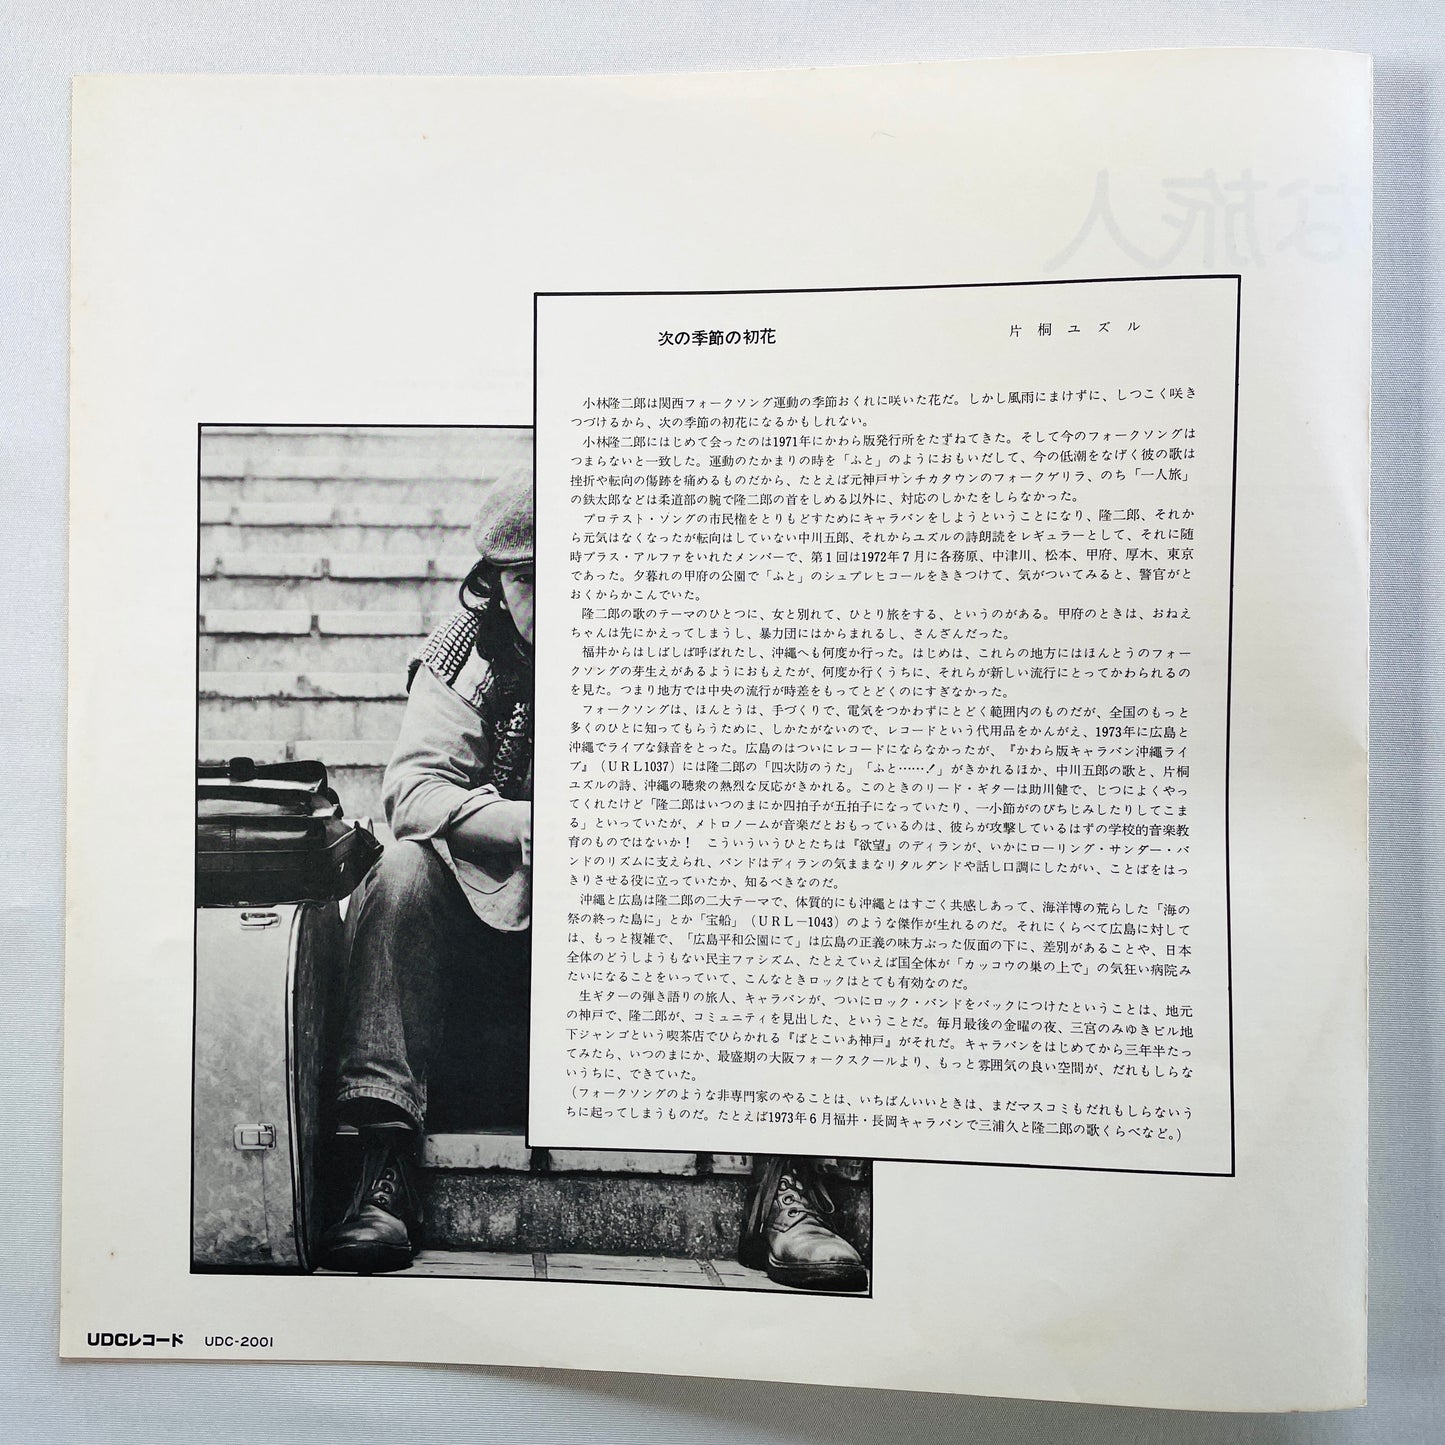 な旅人
次の季節の初花
片桐ユズル
小林隆二郎は関西フォークソング運動の季節おくれに咲いた花だ。しかし風雨にまけずに、しつこく咲き
つづけるから、次の季節の初花になるかもしれない。
小林隆二郎にはじめて会ったのは1971年にかわら版発行所をたずねてきた。そして今のフォークソングは
つまらないと一致した。運動のたかまりの時を「ふと」のようにおもいだして、今の低潮をなげく彼の歌は
挫折や転向の傷跡を痛めるものだから、たとえば元神戸サンチカタウンのフォークゲリラ、のち「一人旅」
の鉄太郎などは柔道部の腕で隆二郎の首をしめる以外に、対応のしかたをしらなかった。
プロテスト・ソングの市民権をとりもどすためにキャラバンをしようということになり、隆二郎、それか
ら元気はなくなったが転向はしていない中川五郎、それからユズルの詩朗読をレギュラーとして、それに随
時プラス・アルファをいれたメンバーで、第1回は1972年7月に各務原、中津川、松本、甲府、厚木、東京
であった。夕暮れの甲府の公園で「ふと」のシュプレヒコールをききつけて、気がついてみると、警官がと
おくからかこんでいた。
隆二郎の歌のテーマのひとつに、女と別れて、ひとり旅をする、というのがある。甲府のときは、おねえ
ちゃんは先にかえってしまうし、暴力団にはからまれるし、さんざんだった。
福井からはしばしば呼ばれたし、沖縄へも何度か行った。はじめは、これらの地方にはほんとうのフォー
クソングの芽生えがあるようにおもえたが、何度か行くうちに、それらが新しい流行にとってかわられるの
を見た。つまり地方では中央の流行が時差をもってとどくのにすぎなかった。
フォークソングは、ほんとうは、手づくりで、電気をつかわずにとどく範囲内のものだが、全国のもっと
多くのひとに知ってもらうために、しかたがないので、レコードという代用品をかんがえ、1973年に広島と
沖縄でライブな録音をとった。広島のはついにレコードにならなかったが、『かわら版キャラバン沖縄ライ
ブ』（URL1037）には隆二郎の「四次防のうた」「ふと……！」がきかれるほか、中川五郎の歌と、片桐
ユズルの詩、沖縄の聴衆の熱烈な反応がきかれる。このときのリード・ギターは助川健で、じつによくやっ
てくれたけど「隆二郎はいつのまにか四拍子が五拍子になっていたり、一小節がのびちじみしたりしてこま
る」といっていたが、メトロノームが音楽だとおもっているのは、彼らが攻撃しているはずの学校的音楽教
育のものではないか！　こういういうひとたちは『欲望』のディランが、いかにローリング・サンダー・バ
ンドのリズムに支えられ、バンドはディランの気ままなリタルダンドや話し口調にしたがい、ことばをはっ
きりさせる役に立っていたか、知るべきなのだ。
沖縄と広島は隆二郎の二大テーマで、体質的にも沖縄とはすごく共感しあって、海洋博の荒らした「海の
祭の終った島に」とか「宝船」（URL－1043）のような傑作が生れるのだ。それにくらべて広島に対して
は、もっと複雑で、「広島平和公園にて」は広島の正義の味方ぶった仮面の下に、差別があることや、日本
全体のどうしようもない民主ファシズム、たとえていえば国全体が「カッコウの巣の上で」の気狂い病院み
たいになることをいっていて、こんなときロックはとても有効なのだ。
生ギターの弾き語りの旅人、キャラバンが、ついにロック・バンドをバックにつけたということは、地元
の神戸で、隆二郎が、コミュニティを見出した、ということだ。毎月最後の金曜の夜、三宮のみゆきビル地
下ジャンゴという喫茶店でひらかれる『ばとこいあ神戸』がそれだ。キャラバンをはじめてから三年半たっ
てみたら、いつのまにか、最盛期の大阪フォークスクールより、もっと雰囲気の良い空間が、だれもしらな
いうちに、できていた。
（フォークソングのような非専門家のやることは、いちばんいいときは、まだマスコミもだれもしらないう
ちに起ってしまうものだ。たとえば1973年6月福井・長岡キャラバンで三浦久と隆二郎の歌くらべなど。）
UDCレコード UDC-2001